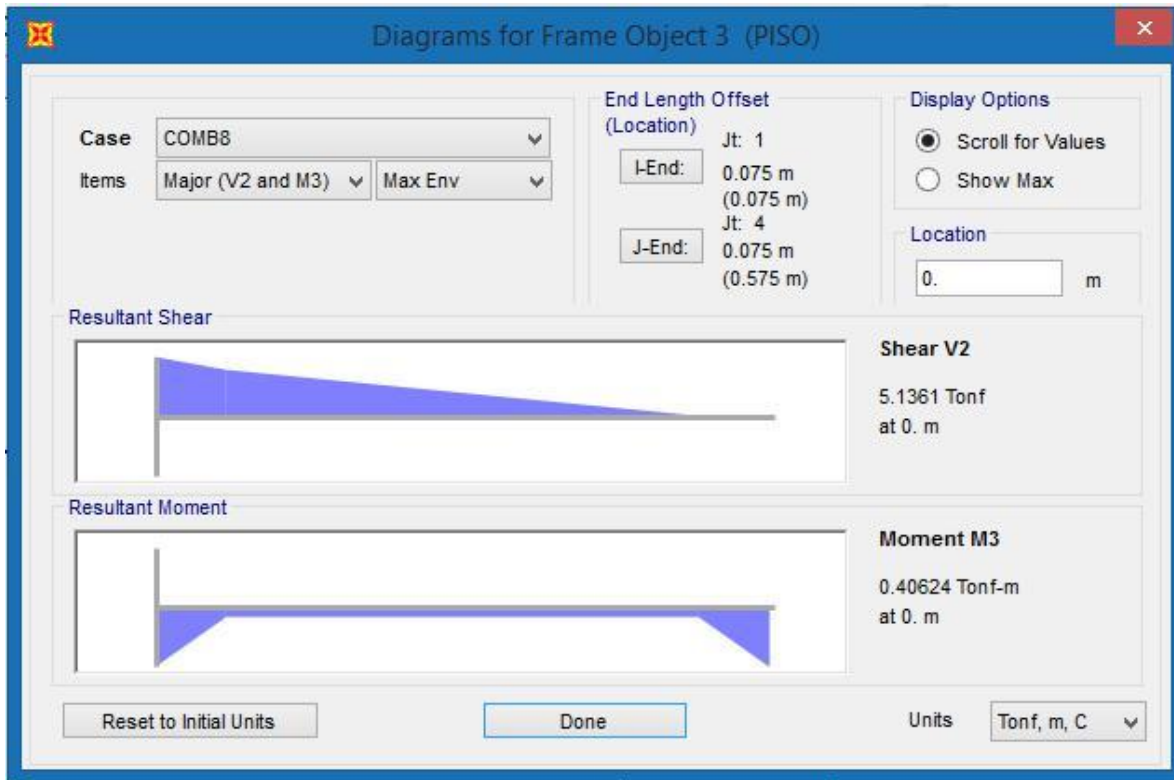 Diagrams for Frame Object 3 (PISO)
Case COMB8
Items Major (V2 and M3) Max Env
End Length Offset
(Location)
Jt: 1
I-End: 0.075 m
(0.075 m)
Jt: 4
J-End: 0.075 m
(0.575 m)
Display Options
Scroll for Values
Show Max
Location
0. m
Resultant Shear
Shear V2
5.1361 Tonf
at 0. m
Resultant Moment
Moment M3
0.40624 Tonf-m
at 0. m
Reset to Initial Units
Done
Units Tonf, m, C